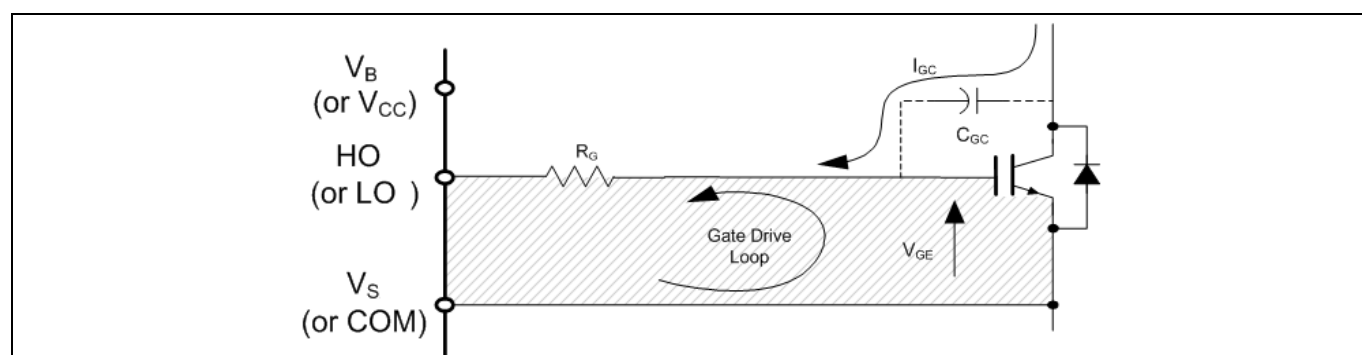 V_B
(or V_CC)
HO
(or LO )
V_S
(or COM)
R_G
I_GC
C_GC
Gate Drive
Loop
V_GE